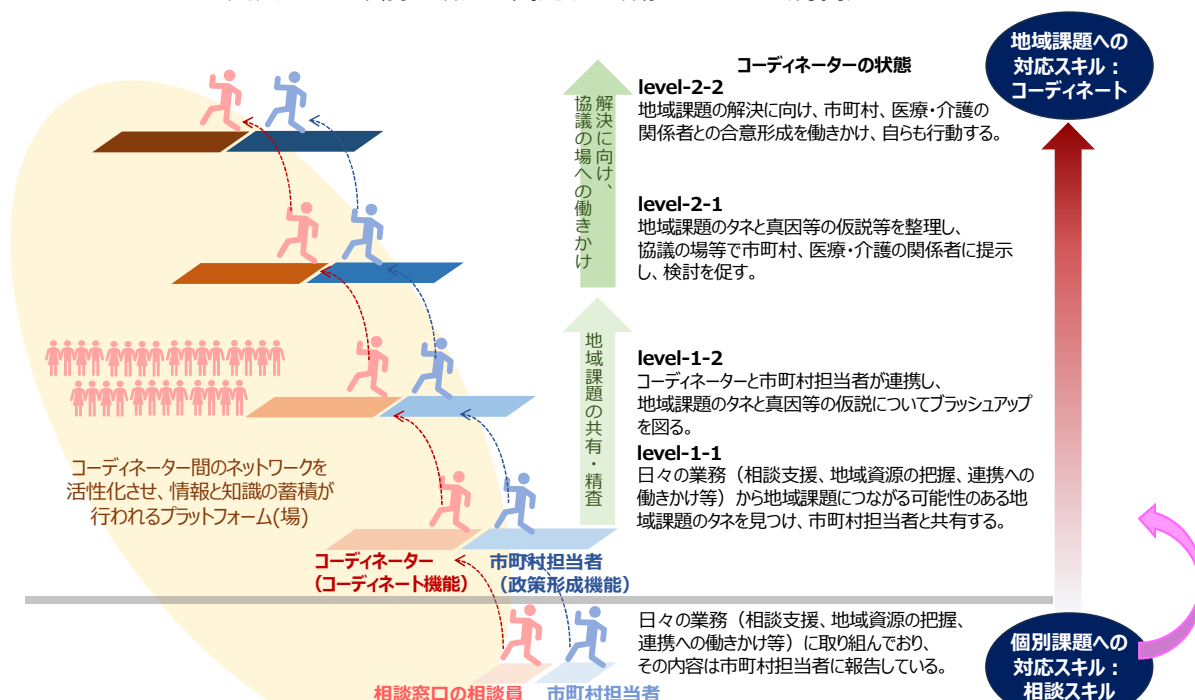 地域課題への
対応スキル：
コーディネート
コーディネーターの状態
level-2-2
地域課題の解決に向け、市町村、医療・介護の
関係者との合意形成を働きかけ、自らも行動する。
解決に向け、
協議の場への働きかけ
level-2-1
地域課題のタネと真因等の仮説等を整理し、
協議の場等で市町村、医療・介護の関係者に提示
し、検討を促す。
地域課題の共有・精査
level-1-2
コーディネーターと市町村担当者が連携し、
地域課題のタネと真因等の仮説についてブラッシュアップ
を図る。
level-1-1
日々の業務（相談支援、地域資源の把握、連携への
働きかけ等）から地域課題につながる可能性のある地
域課題のタネを見つけ、市町村担当者と共有する。
コーディネーター間のネットワークを
活性化させ、情報と知識の蓄積が
行われるプラットフォーム(場)
コーディネーター
（コーディネート機能）
市町村担当者
（政策形成機能）
日々の業務（相談支援、地域資源の把握、
連携への働きかけ等）に取り組んでおり、
その内容は市町村担当者に報告している。
個別課題への
対応スキル：
相談スキル
相談窓口の相談員
市町村担当者